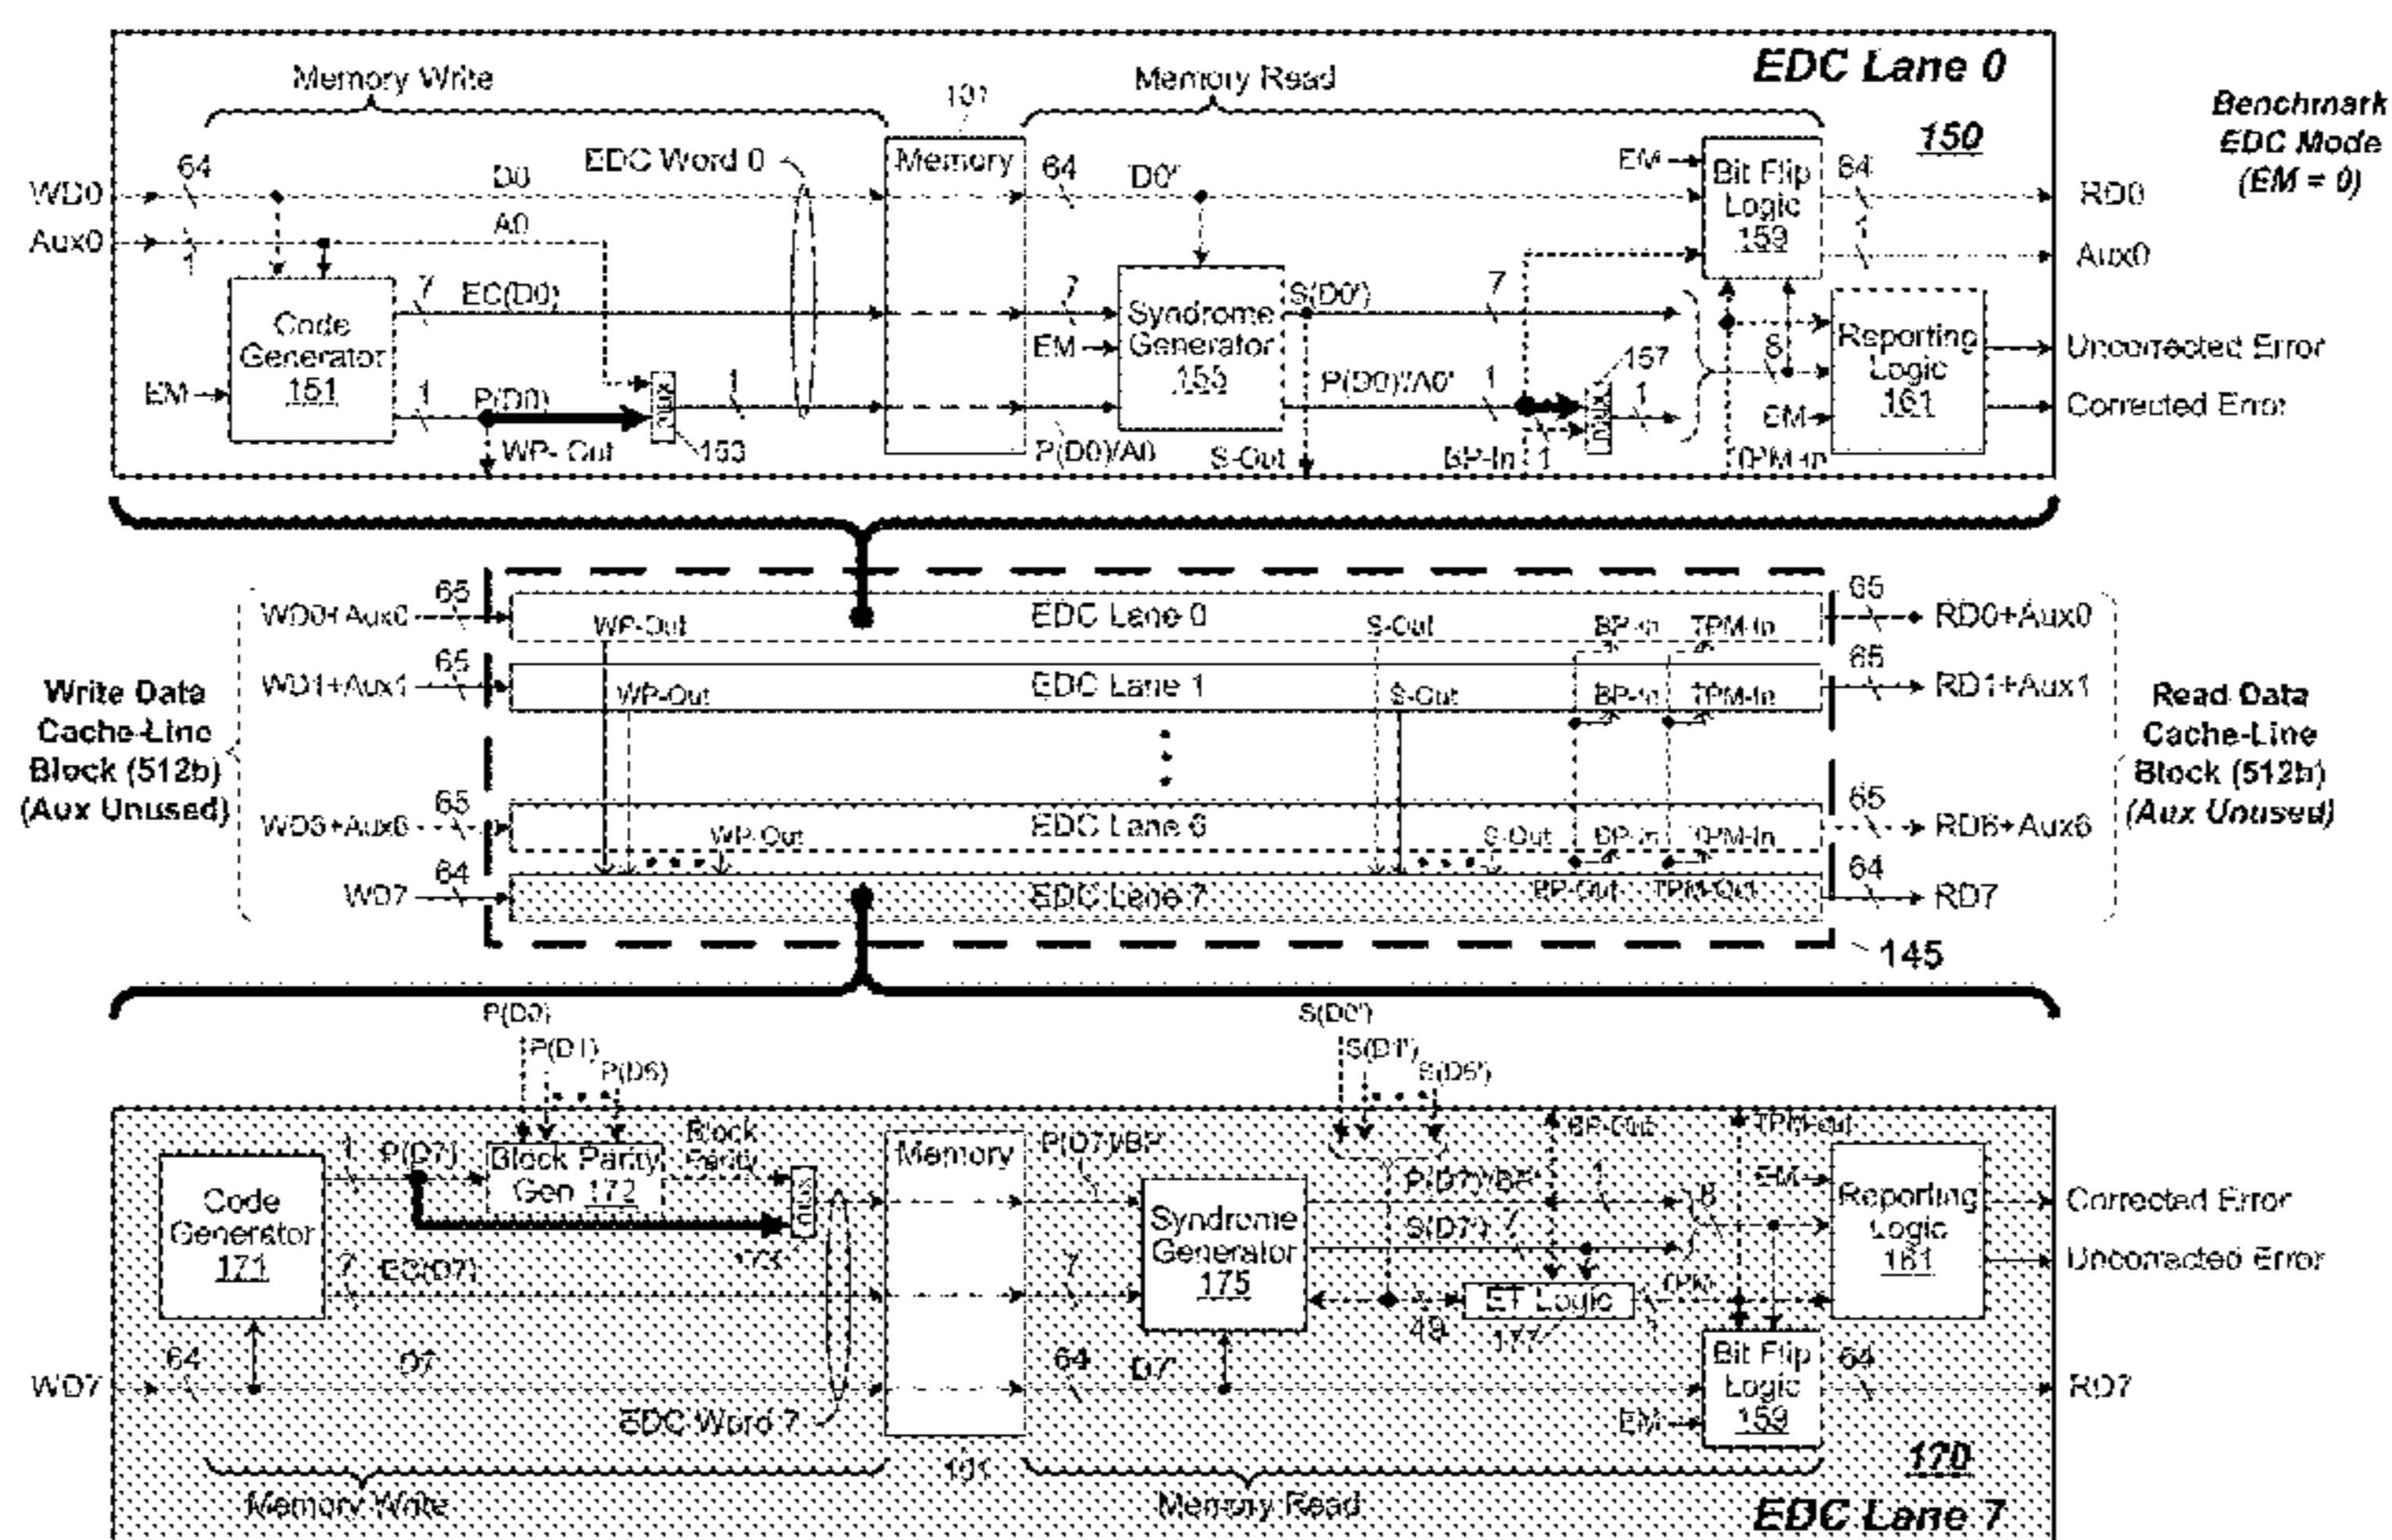 EDC Lane 0
Memory Write
Memory Read
101
Benchmark
EDC Mode
(EM = 0)
150
EDC Word 0
Memory
EM
Bit Flip
Logic
159
WD0
64
D0
64
D0'
64
RD0
Aux0
1
A0
1
Aux0
Code
Generator
151
EM
7
EC(D0)
1
P(D0)
WP-Out
mux
153
1
7
EM
Syndrome
Generator
155
P(D0)/A0
S(D0')
7
P(D0)'/A0'
1
S-Out
BP-In
1
mux
157
1
8
TPM-In
EM
Reporting
Logic
161
Uncorrected Error
Corrected Error
Write Data
Cache-Line
Block (512b)
(Aux Unused)
WD0+Aux0
65
EDC Lane 0
WP-Out
S-Out
BP-In
TPM-In
65
RD0+Aux0
WD1+Aux1
65
EDC Lane 1
WP-Out
S-Out
BP-In
TPM-In
65
RD1+Aux1
WD6+Aux6
65
EDC Lane 6
WP-Out
S-Out
BP-In
TPM-In
65
RD6+Aux6
WD7
64
EDC Lane 7
BP-Out
TPM-Out
64
RD7
Read Data
Cache-Line
Block (512b)
(Aux Unused)
145
P(D0)
P(D1)
P(D6)
S(D0')
S(D1')
S(D6')
Code
Generator
171
1
P(D7)
Block Parity
Gen 172
Block
Parity
mux
173
7
EC(D7)
WD7
64
D7
EDC Word 7
Memory
101
P(D7)/BP
7
64
D7'
Syndrome
Generator
175
P(D7)'/BP'
1
S(D7')
7
49
ET Logic
177
BP-Out
TPM-out
TPM
1
8
EM
Reporting
Logic
161
Corrected Error
Uncorrected Error
EM
Bit Flip
Logic
159
64
RD7
Memory Write
Memory Read
170
EDC Lane 7